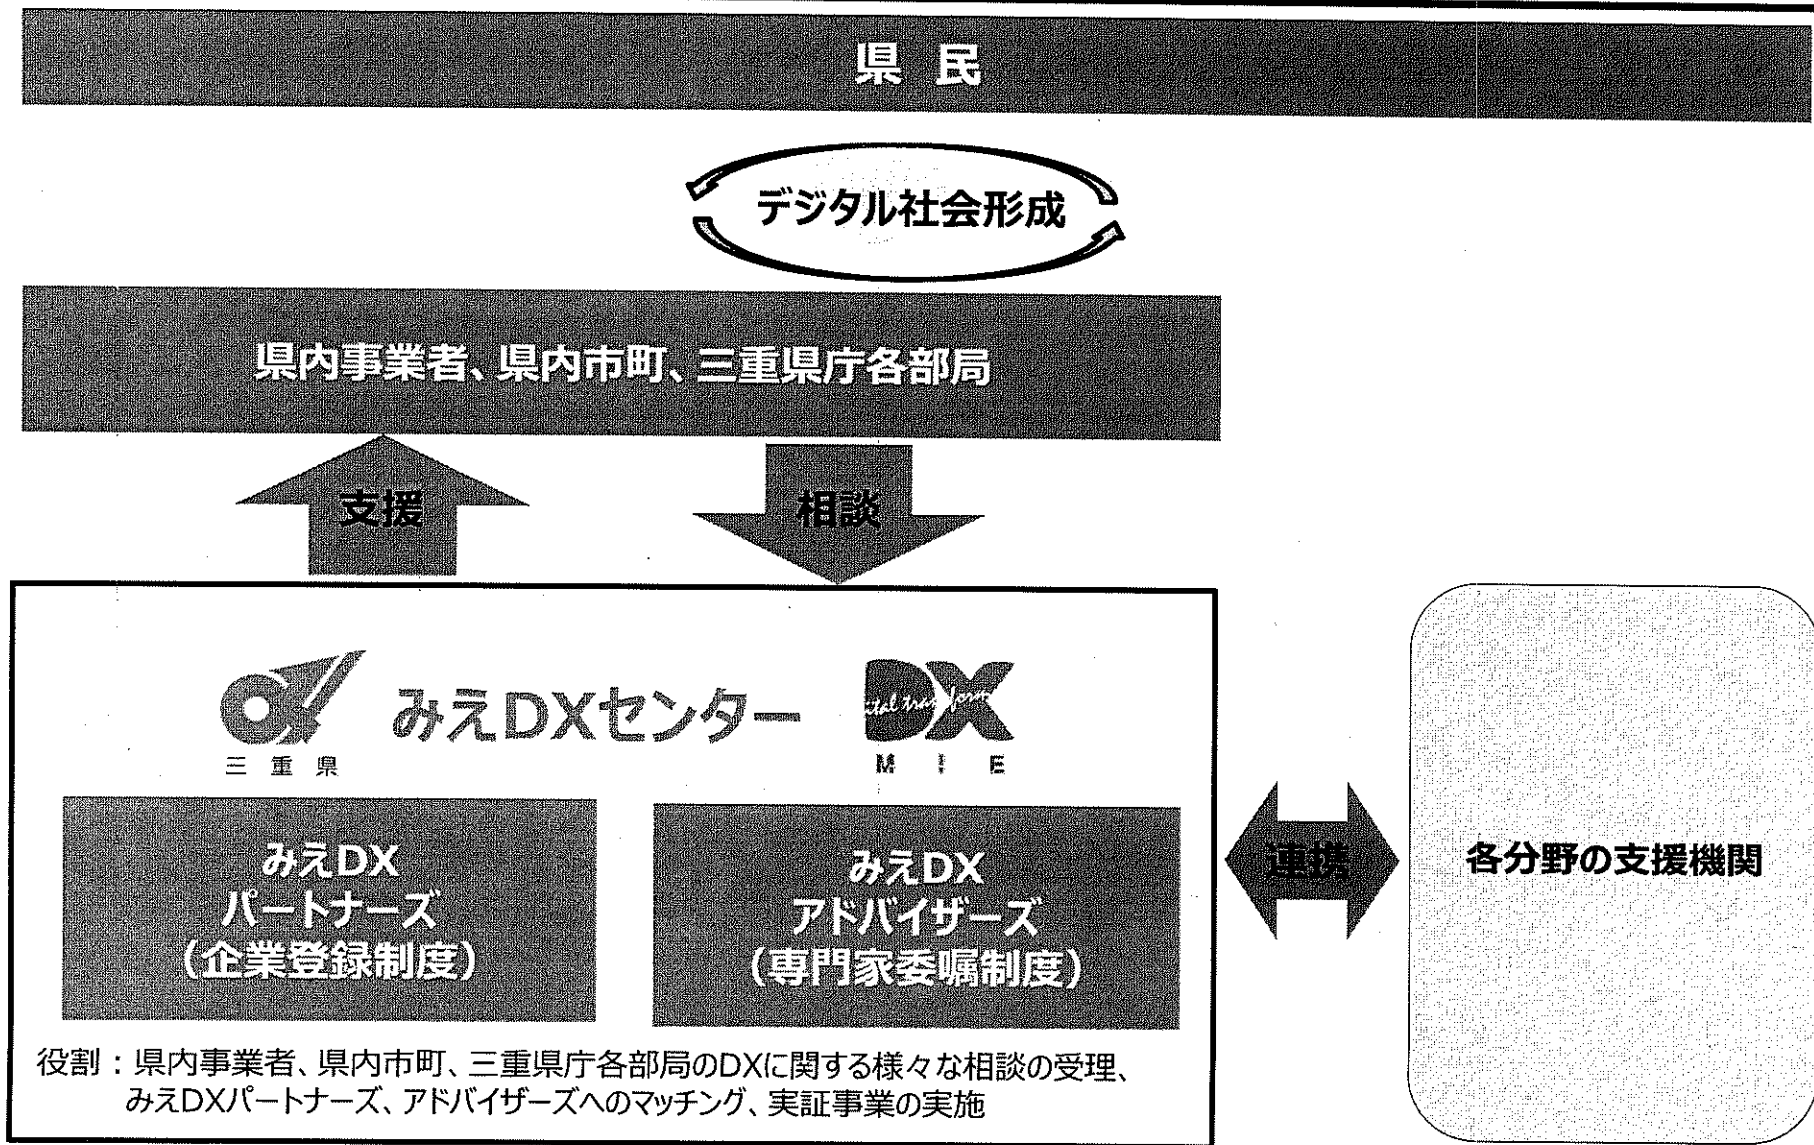 県 民
デジタル社会形成
県内事業者、県内市町、三重県庁各部局
支援
相談
三 重 県
みえDXセンター
DX
M I E
みえDX
パートナーズ
(企業登録制度)
みえDX
アドバイザーズ
(専門家委嘱制度)
連携
各分野の支援機関
役割：県内事業者、県内市町、三重県庁各部局のDXに関する様々な相談の受理、
みえDXパートナーズ、アドバイザーズへのマッチング、実証事業の実施